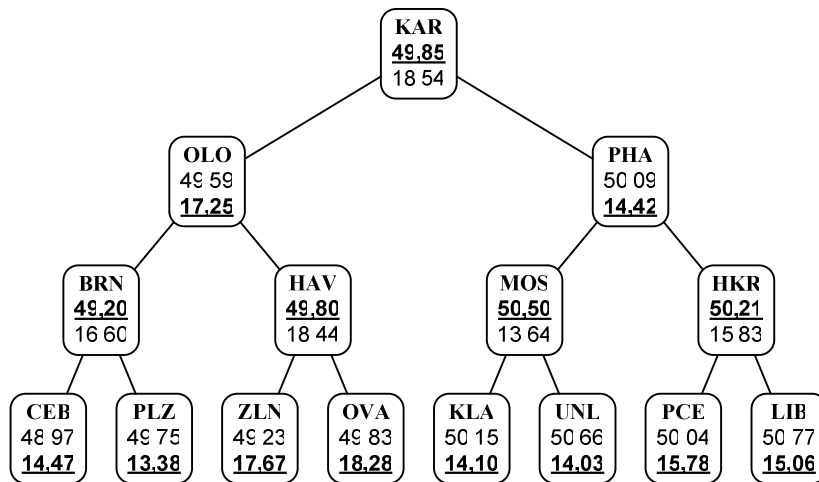 KAR
49,85
18 54
OLO
49 59
17,25
PHA
50 09
14,42
BRN
49,20
16 60
HAV
49,80
18 44
MOS
50,50
13 64
HKR
50,21
15 83
CEB
48 97
14,47
PLZ
49 75
13,38
ZLN
49 23
17,67
OVA
49 83
18,28
KLA
50 15
14,10
UNL
50 66
14,03
PCE
50 04
15,78
LIB
50 77
15,06